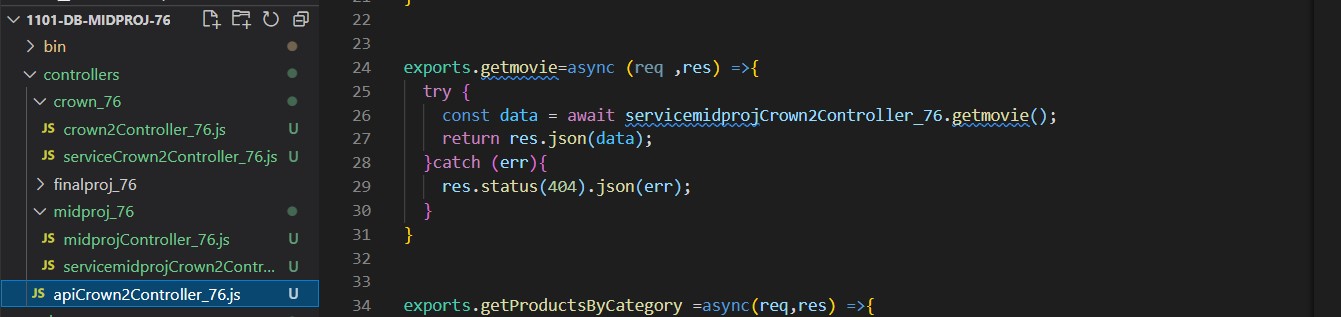 1101-DB-MIDPROJ-76
bin
controllers
crown_76
JS crown2Controller_76.js U
JS serviceCrown2Controller_76.js U
finalproj_76
midproj_76
JS midprojController_76.js U
JS servicemidprojCrown2Contr... U
JS apiCrown2Controller_76.js U
21 }
22
23
24 exports.getmovie=async (req ,res) =>{
25 try {
26 const data = await servicemidprojCrown2Controller_76.getmovie();
27 return res.json(data);
28 }catch (err){
29 res.status(404).json(err);
30 }
31 }
32
33
34 exports.getProductsByCategory =async(req,res) =>{